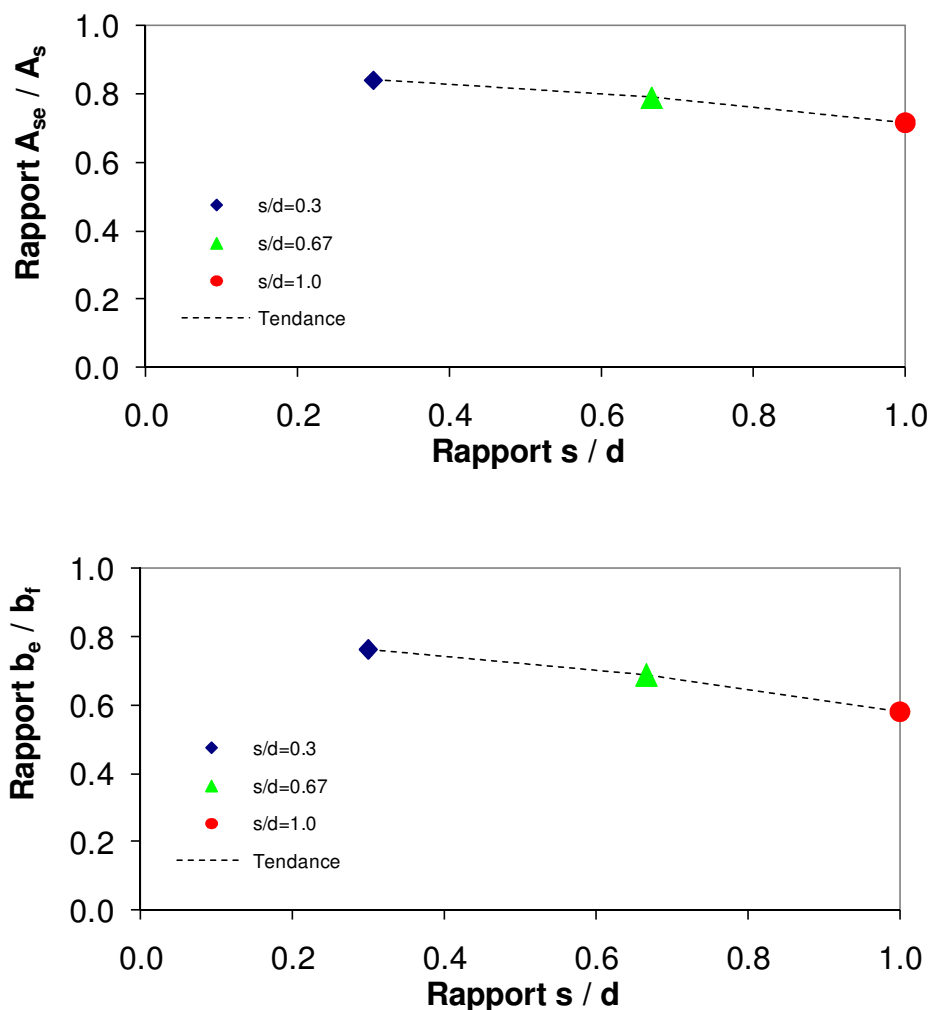 1.0
0.8
0.6
0.4
0.2
0.0
Rapport Ase / As
s/d=0.3
s/d=0.67
s/d=1.0
Tendance
0.0 0.2 0.4 0.6 0.8 1.0
Rapport s / d
1.0
0.8
0.6
0.4
0.2
0.0
Rapport be / bf
s/d=0.3
s/d=0.67
s/d=1.0
Tendance
0.0 0.2 0.4 0.6 0.8 1.0
Rapport s / d